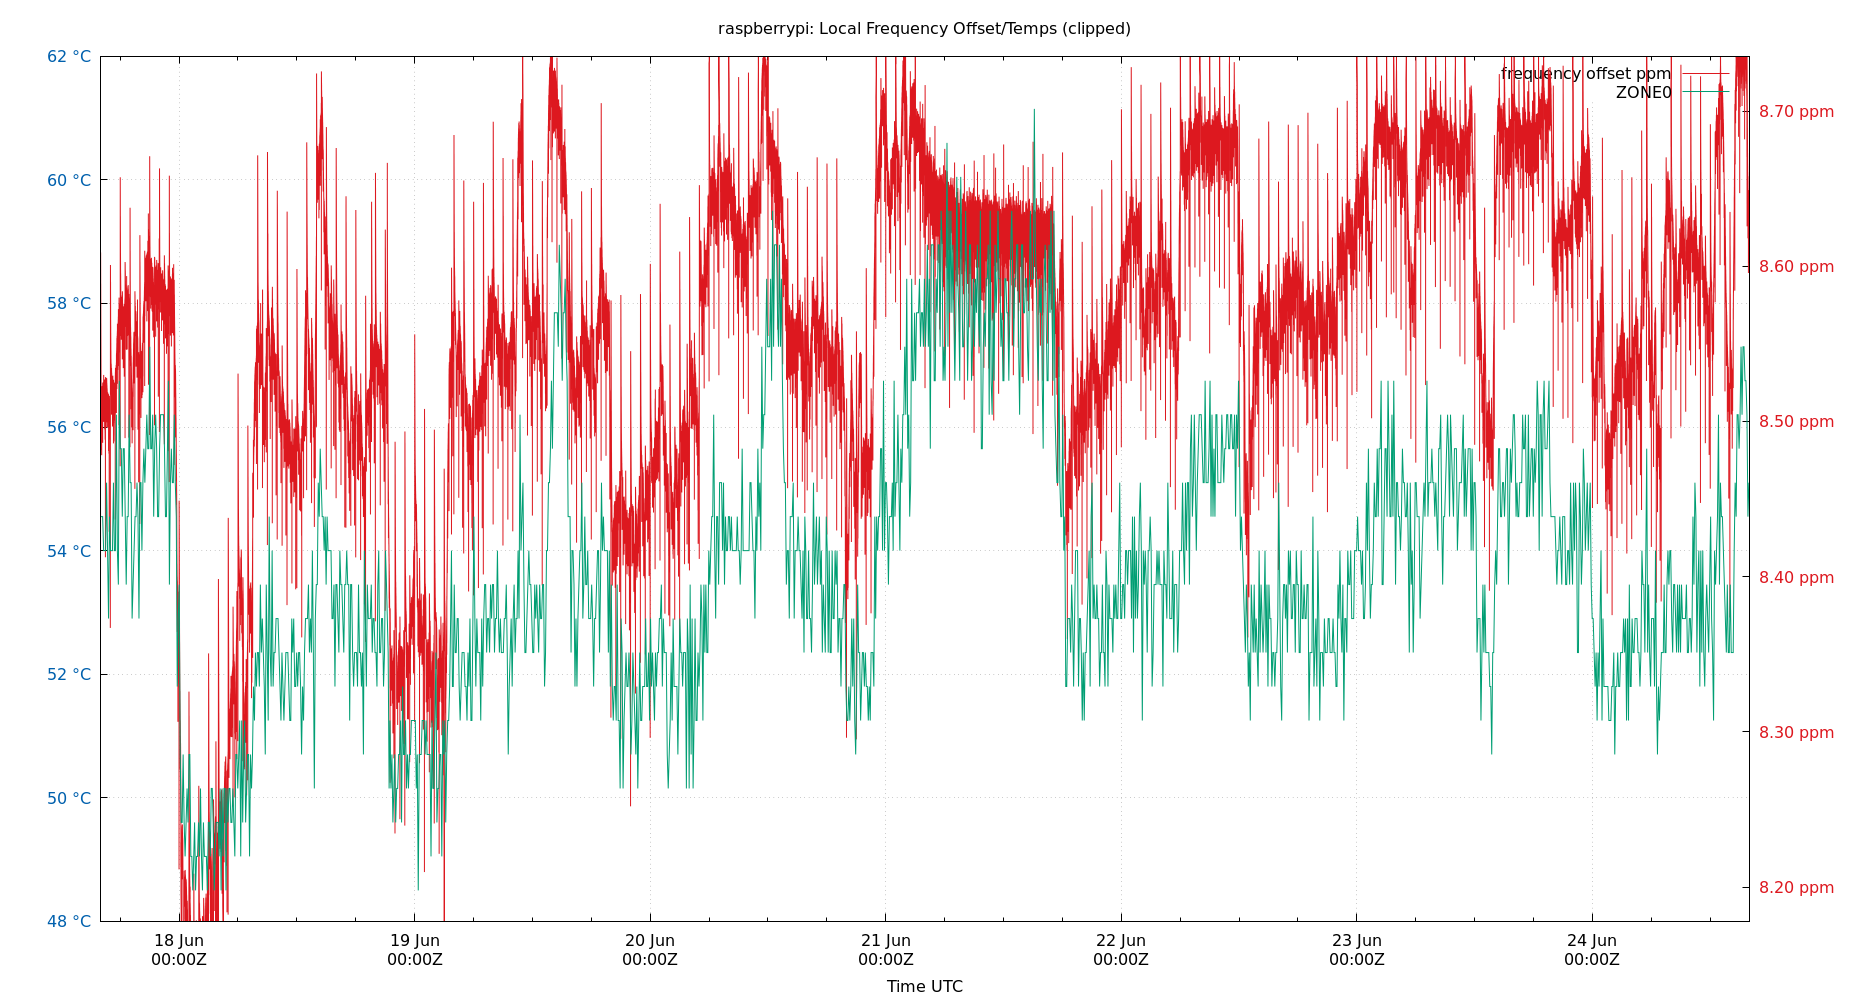 raspberrypi: Local Frequency Offset/Temps (clipped)
62 °C
60 °C
58 °C
56 °C
54 °C
52 °C
50 °C
48 °C
frequency offset ppm
ZONE0
8.70 ppm
8.60 ppm
8.50 ppm
8.40 ppm
8.30 ppm
8.20 ppm
18 Jun
00:00Z
19 Jun
00:00Z
20 Jun
00:00Z
21 Jun
00:00Z
22 Jun
00:00Z
23 Jun
00:00Z
24 Jun
00:00Z
Time UTC